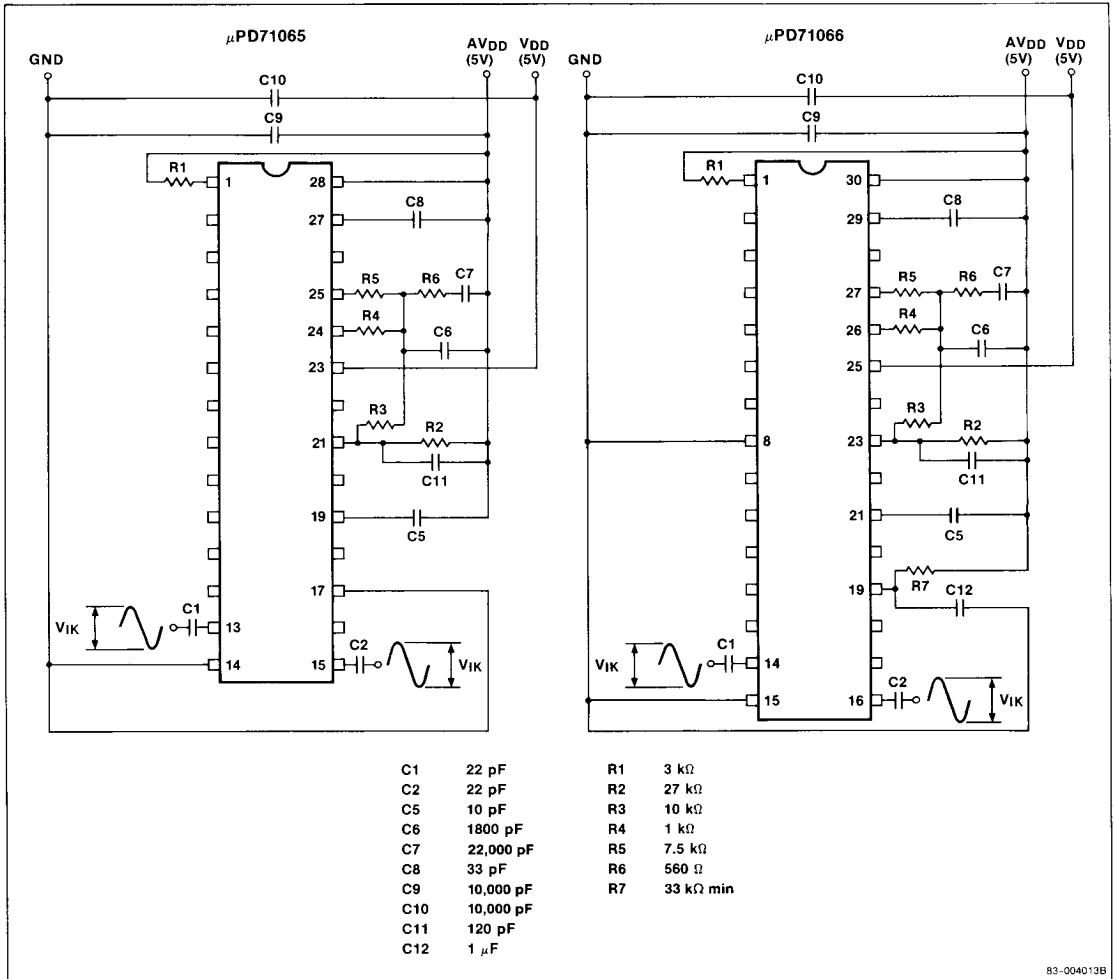 μPD71065
GND
AVDD
(5V)
VDD
(5V)
C10
C9
R1
1
28
27
C8
25
R5
R6
C7
24
R4
C6
23
R3
21
R2
C11
19
C5
17
VIK
C1
13
14
15
C2
VIK
μPD71066
GND
AVDD
(5V)
VDD
(5V)
C10
C9
R1
1
30
29
C8
27
R5
R6
C7
26
R4
C6
25
R3
8
23
R2
C11
21
C5
R7
19
C12
VIK
C1
14
15
16
C2
VIK
C1 22 pF
C2 22 pF
C5 10 pF
C6 1800 pF
C7 22,000 pF
C8 33 pF
C9 10,000 pF
C10 10,000 pF
C11 120 pF
C12 1 μF
R1 3 kΩ
R2 27 kΩ
R3 10 kΩ
R4 1 kΩ
R5 7.5 kΩ
R6 560 Ω
R7 33 kΩ min
83-004013B